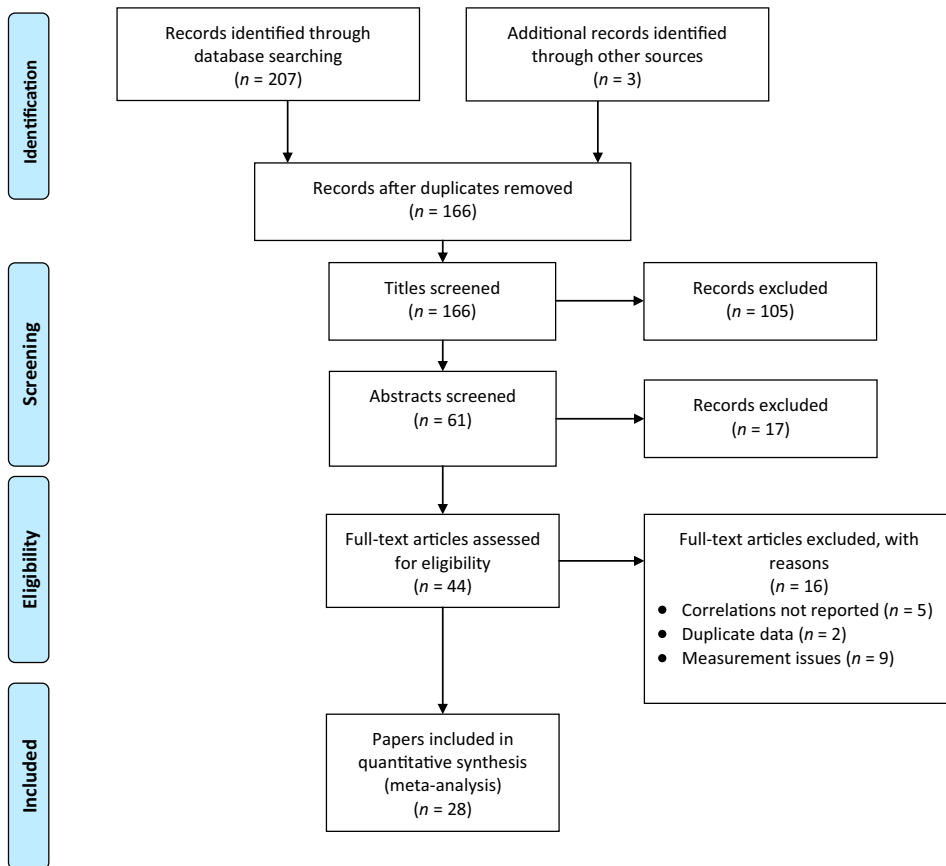 Identification
Records identified through
database searching
(n = 207)
Additional records identified
through other sources
(n = 3)
Records after duplicates removed
(n = 166)
Screening
Titles screened
(n = 166)
Records excluded
(n = 105)
Abstracts screened
(n = 61)
Records excluded
(n = 17)
Eligibility
Full-text articles assessed
for eligibility
(n = 44)
Full-text articles excluded, with
reasons
(n = 16)
● Correlations not reported (n = 5)
● Duplicate data (n = 2)
● Measurement issues (n = 9)
Included
Papers included in
quantitative synthesis
(meta-analysis)
(n = 28)